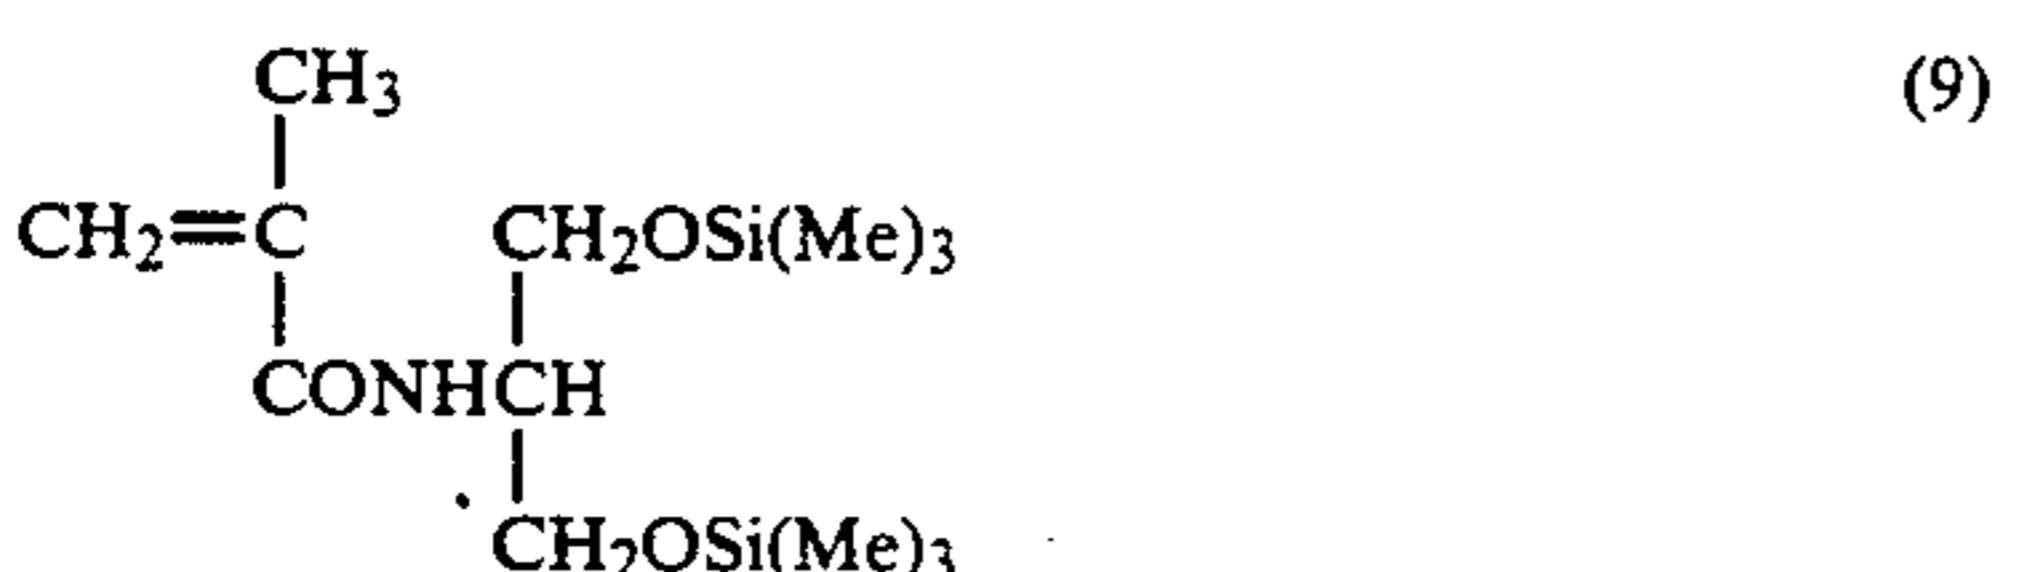 CH₃ (9)
CH₂=C CH₂OSi(Me)₃
CONHCH
CH₂OSi(Me)₃